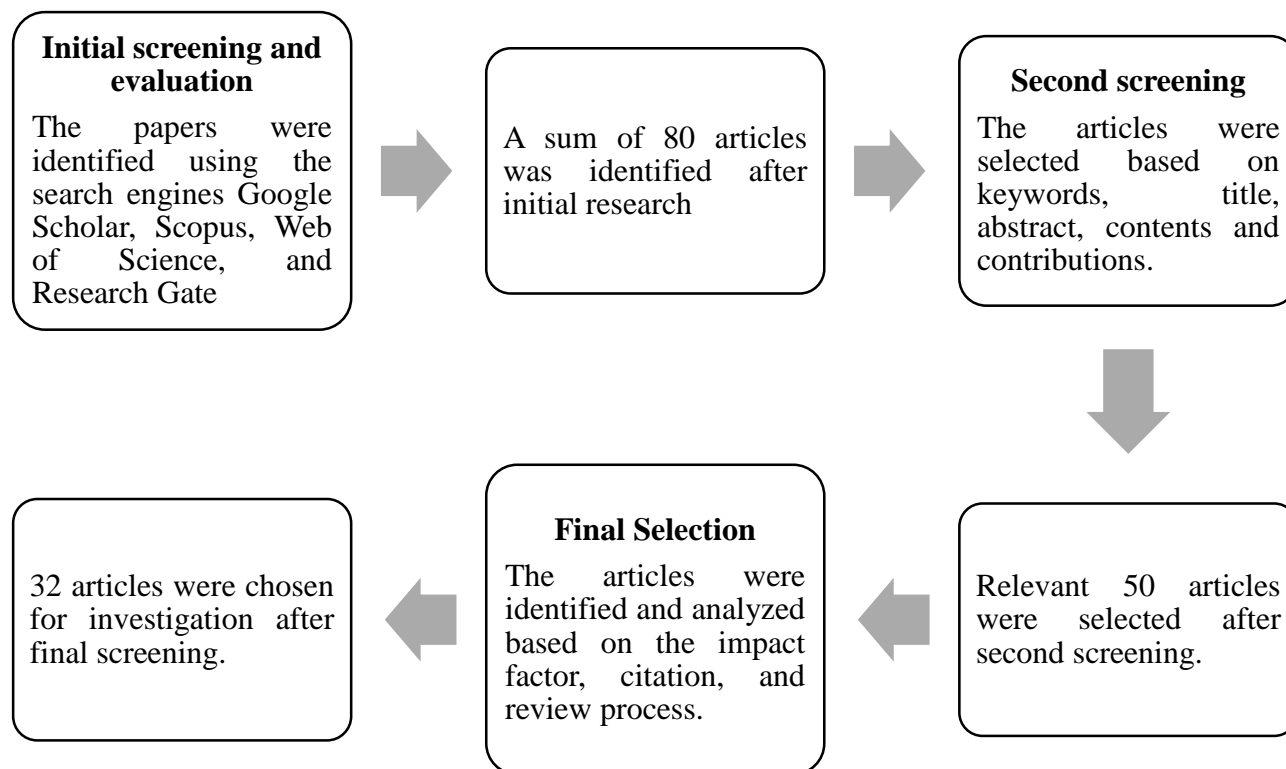 Initial screening and
evaluation
The papers were
identified using the
search engines Google
Scholar, Scopus, Web
of Science, and
Research Gate
A sum of 80 articles
was identified after
initial research
Second screening
The articles were
selected based on
keywords, title,
abstract, contents and
contributions.
Relevant 50 articles
were selected after
second screening.
Final Selection
The articles were
identified and analyzed
based on the impact
factor, citation, and
review process.
32 articles were chosen
for investigation after
final screening.